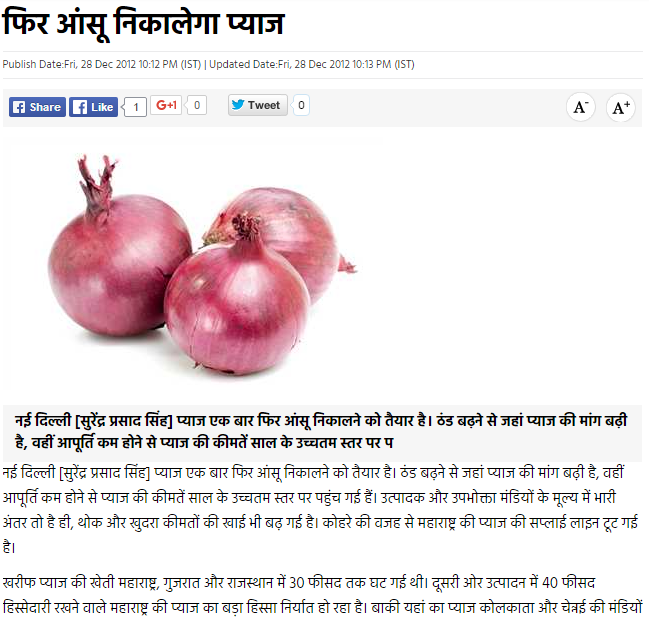 फिर आंसू निकालेगा प्याज
Publish Date:Fri, 28 Dec 2012 10:12 PM (IST) | Updated Date:Fri, 28 Dec 2012 10:13 PM (IST)
Share Like 1 G+1 0 Tweet 0 A- A+
नई दिल्ली [सुरेंद्र प्रसाद सिंह] प्याज एक बार फिर आंसू निकालने को तैयार है। ठंड बढ़ने से जहां प्याज की मांग बढ़ी
है, वहीं आपूर्ति कम होने से प्याज की कीमतें साल के उच्चतम स्तर पर प
नई दिल्ली [सुरेंद्र प्रसाद सिंह] प्याज एक बार फिर आंसू निकालने को तैयार है। ठंड बढ़ने से जहां प्याज की मांग बढ़ी है, वहीं
आपूर्ति कम होने से प्याज की कीमतें साल के उच्चतम स्तर पर पहुंच गई हैं। उत्पादक और उपभोक्ता मंडियों के मूल्य में भारी
अंतर तो है ही, थोक और खुदरा कीमतों की खाई भी बढ़ गई है। कोहरे की वजह से महाराष्ट्र की प्याज की सप्लाई लाइन टूट गई
है।
खरीफ प्याज की खेती महाराष्ट्र, गुजरात और राजस्थान में 30 फीसद तक घट गई थी। दूसरी ओर उत्पादन में 40 फीसद
हिस्सेदारी रखने वाले महाराष्ट्र की प्याज का बड़ा हिस्सा निर्यात हो रहा है। बाकी यहां का प्याज कोलकाता और चेन्नई की मंडियों